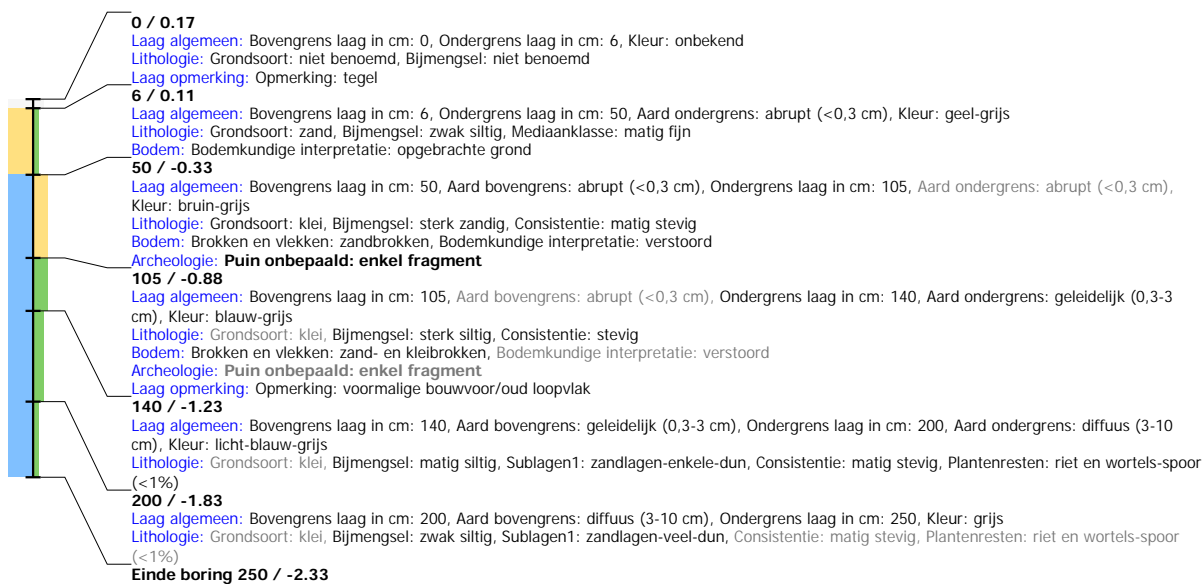 0 / 0.17
Laag algemeen: Bovengrens laag in cm: 0, Ondergrens laag in cm: 6, Kleur: onbekend
Lithologie: Grondsoort: niet benoemd, Bijmengsel: niet benoemd
Laag opmerking: Opmerking: tegel
6 / 0.11
Laag algemeen: Bovengrens laag in cm: 6, Ondergrens laag in cm: 50, Aard ondergrens: abrupt (<0,3 cm), Kleur: geel-grijs
Lithologie: Grondsoort: zand, Bijmengsel: zwak siltig, Mediaanklasse: matig fijn
Bodem: Bodemkundige interpretatie: opgebrachte grond
50 / -0.33
Laag algemeen: Bovengrens laag in cm: 50, Aard bovengrens: abrupt (<0,3 cm), Ondergrens laag in cm: 105, Aard ondergrens: abrupt (<0,3 cm),
Kleur: bruin-grijs
Lithologie: Grondsoort: klei, Bijmengsel: sterk zandig, Consistentie: matig stevig
Bodem: Brokken en vlekken: zandbrokken, Bodemkundige interpretatie: verstoord
Archeologie: Puin onbepaald: enkel fragment
105 / -0.88
Laag algemeen: Bovengrens laag in cm: 105, Aard bovengrens: abrupt (<0,3 cm), Ondergrens laag in cm: 140, Aard ondergrens: geleidelijk (0,3-3
cm), Kleur: blauw-grijs
Lithologie: Grondsoort: klei, Bijmengsel: sterk siltig, Consistentie: stevig
Bodem: Brokken en vlekken: zand- en kleibrokken, Bodemkundige interpretatie: verstoord
Archeologie: Puin onbepaald: enkel fragment
Laag opmerking: Opmerking: voormalige bouwvoor/oud loopvlak
140 / -1.23
Laag algemeen: Bovengrens laag in cm: 140, Aard bovengrens: geleidelijk (0,3-3 cm), Ondergrens laag in cm: 200, Aard ondergrens: diffuus (3-10
cm), Kleur: licht-blauw-grijs
Lithologie: Grondsoort: klei, Bijmengsel: matig siltig, Sublagen1: zandlagen-enkele-dun, Consistentie: matig stevig, Plantenresten: riet en wortels-spoor
(<1%)
200 / -1.83
Laag algemeen: Bovengrens laag in cm: 200, Aard bovengrens: diffuus (3-10 cm), Ondergrens laag in cm: 250, Kleur: grijs
Lithologie: Grondsoort: klei, Bijmengsel: zwak siltig, Sublagen1: zandlagen-veel-dun, Consistentie: matig stevig, Plantenresten: riet en wortels-spoor
(<1%)
Einde boring 250 / -2.33